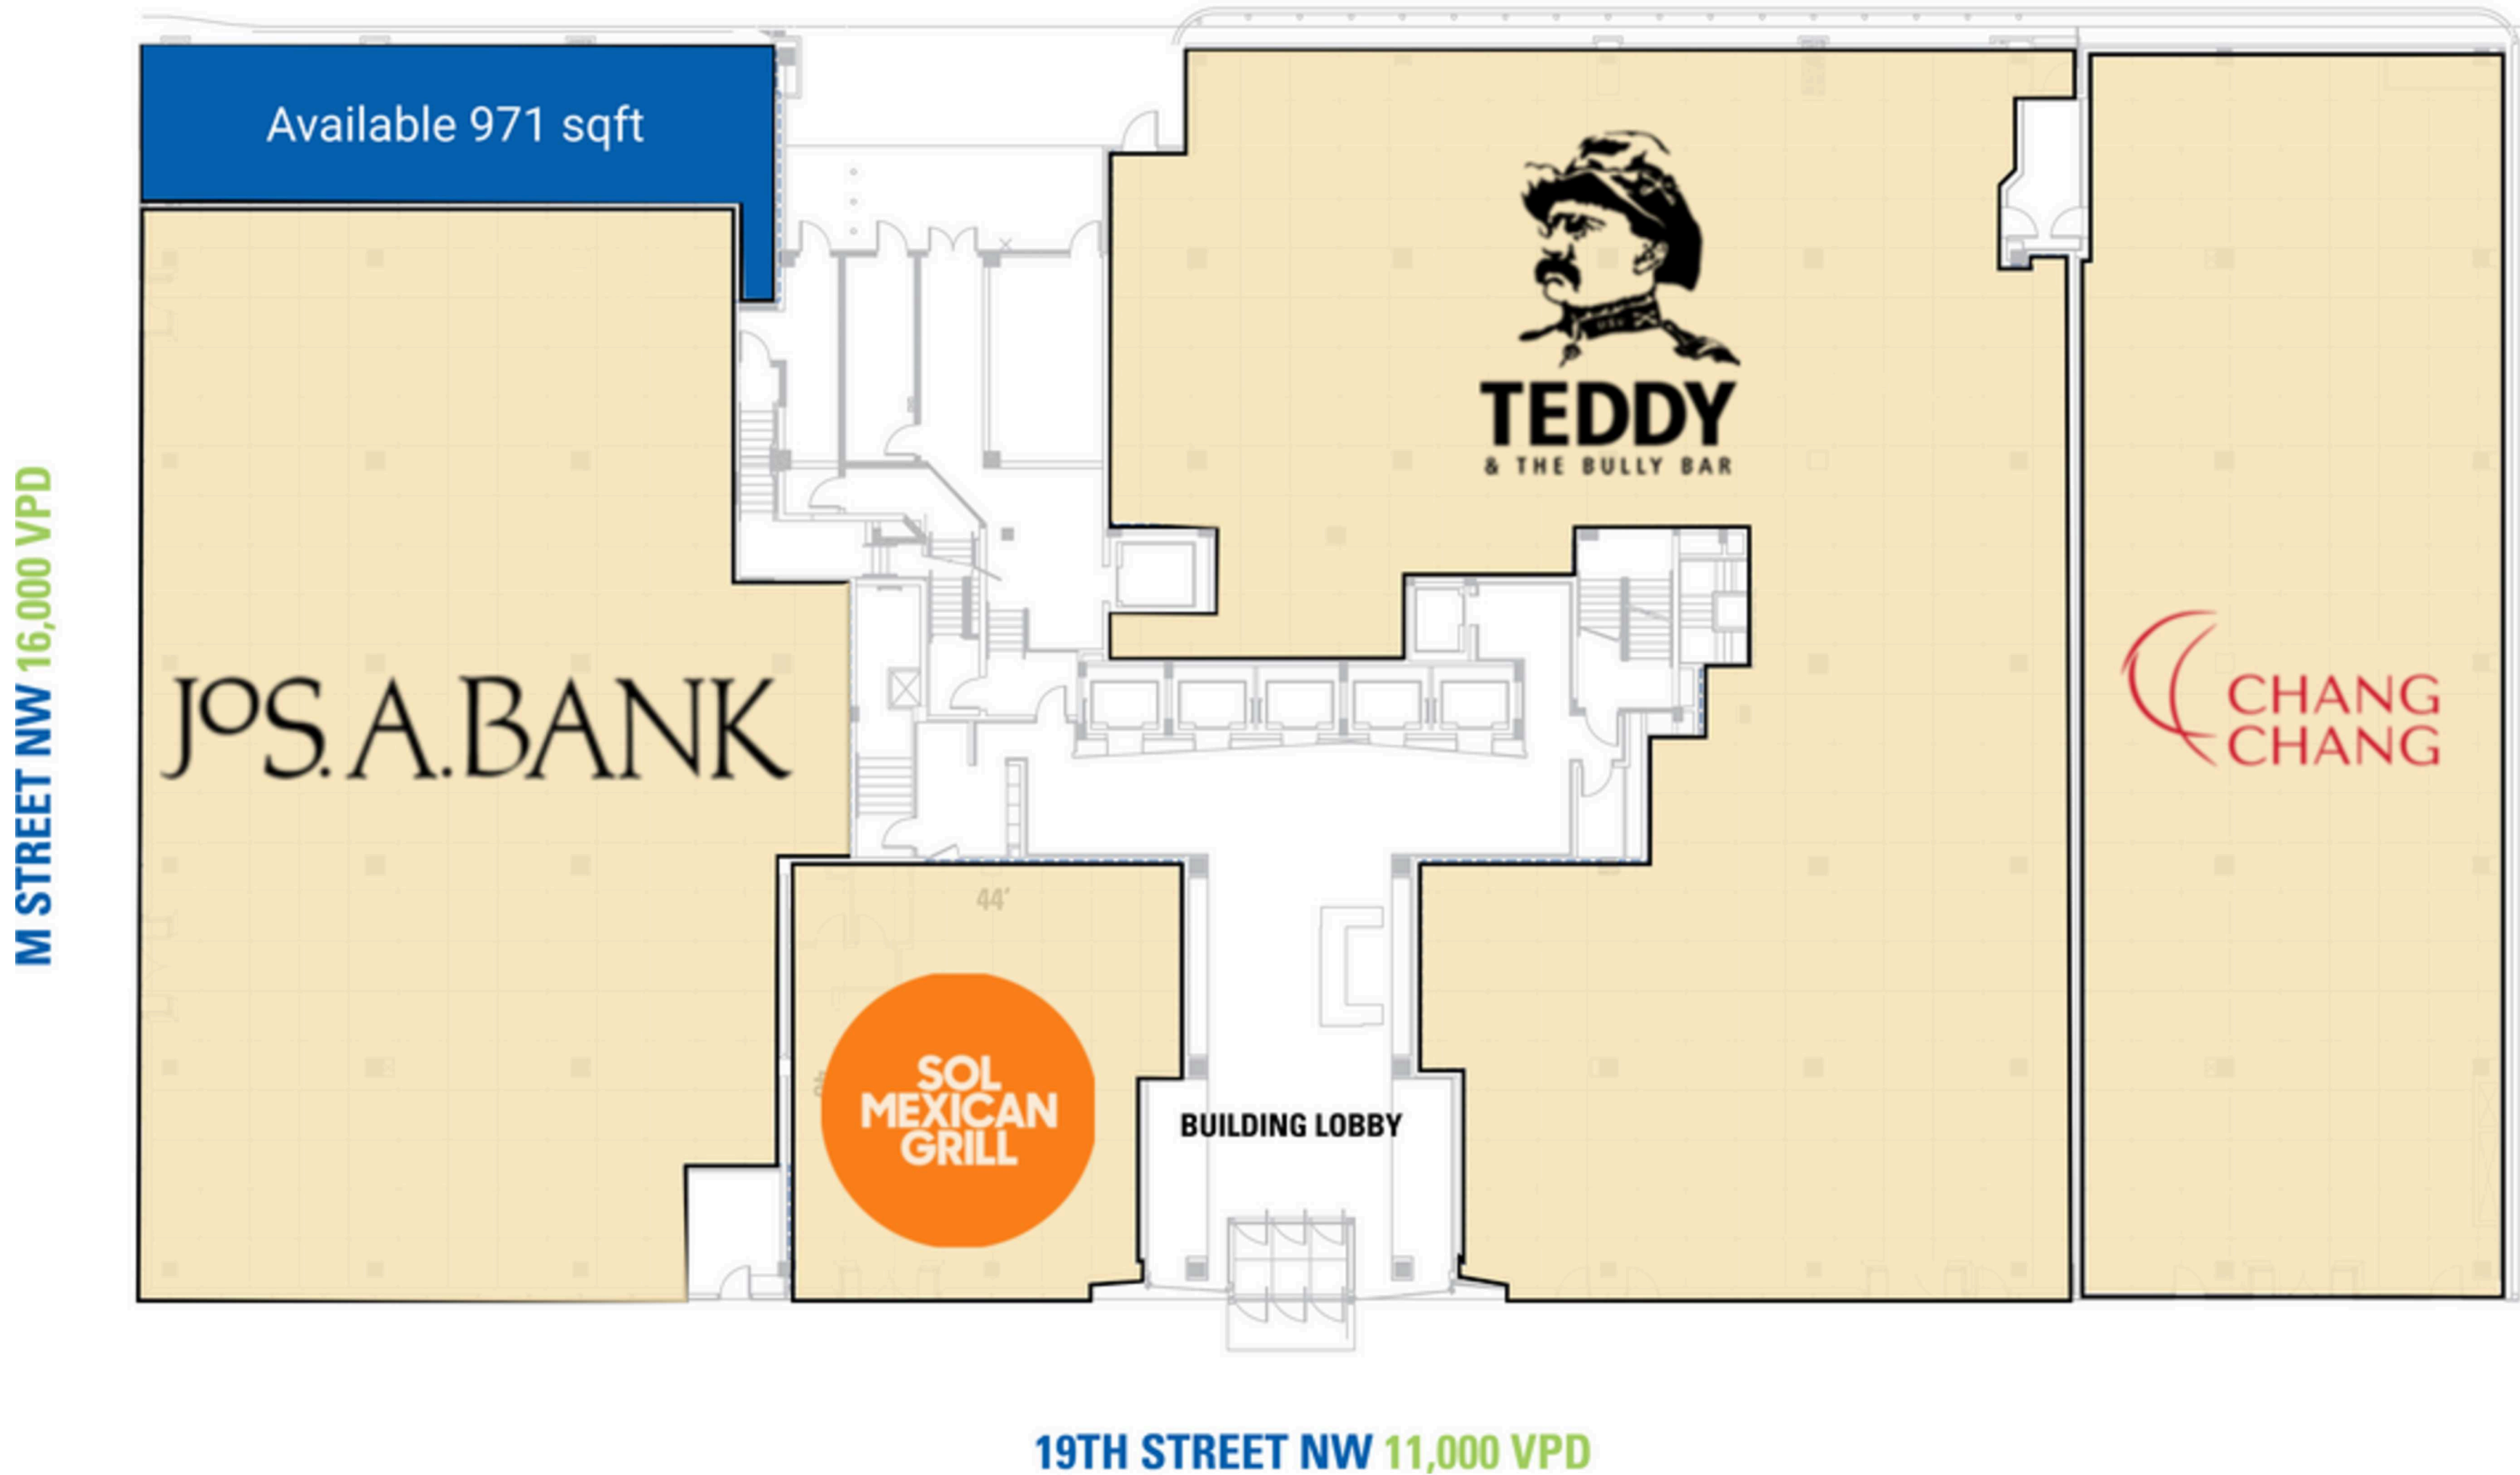 Available 971 sqft
TEDDY
& THE BULLY BAR
M STREET NW 16,000 VPD
JOS. A. BANK
CHANG
CHANG
44'
SOL
MEXICAN
GRILL
BUILDING LOBBY
19TH STREET NW 11,000 VPD